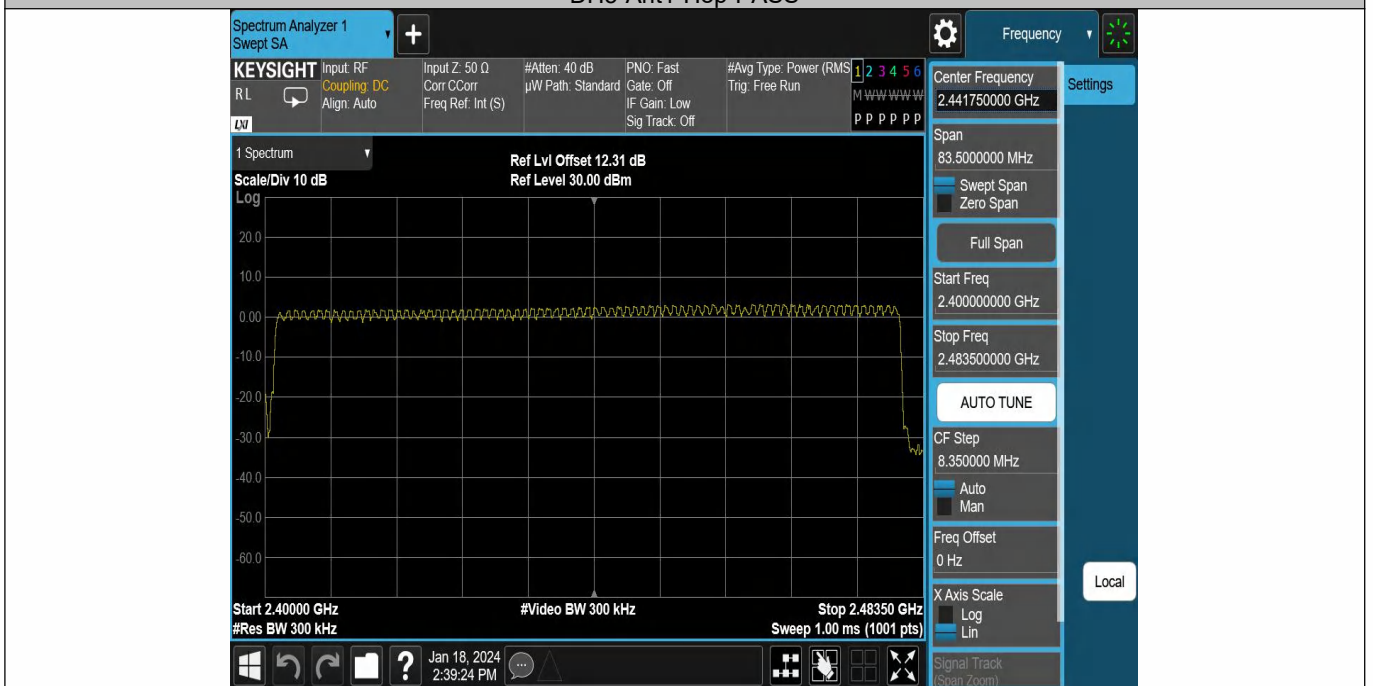 Spectrum Analyzer 1
Swept SA
+
Frequency
KEYSIGHT
RL
LXI
Input: RF
Coupling: DC
Align: Auto
Input Z: 50 Ω
Corr CCorr
Freq Ref: Int (S)
#Atten: 40 dB
µW Path: Standard
PNO: Fast
Gate: Off
IF Gain: Low
Sig Track: Off
#Avg Type: Power (RMS
Trig: Free Run
1 2 3 4 5 6
M W W W W W
P P P P P P
Center Frequency
2.441750000 GHz
Settings
Span
83.5000000 MHz
Swept Span
Zero Span
Full Span
Start Freq
2.400000000 GHz
Stop Freq
2.483500000 GHz
AUTO TUNE
CF Step
8.350000 MHz
Auto
Man
Freq Offset
0 Hz
X Axis Scale
Log
Lin
Signal Track
(Span Zoom)
Local
1 Spectrum
Scale/Div 10 dB
Ref Lvl Offset 12.31 dB
Ref Level 30.00 dBm
Log
20.0
10.0
0.00
-10.0
-20.0
-30.0
-40.0
-50.0
-60.0
Start 2.40000 GHz
#Video BW 300 kHz
Stop 2.48350 GHz
#Res BW 300 kHz
Sweep 1.00 ms (1001 pts)
?
Jan 18, 2024
2:39:24 PM